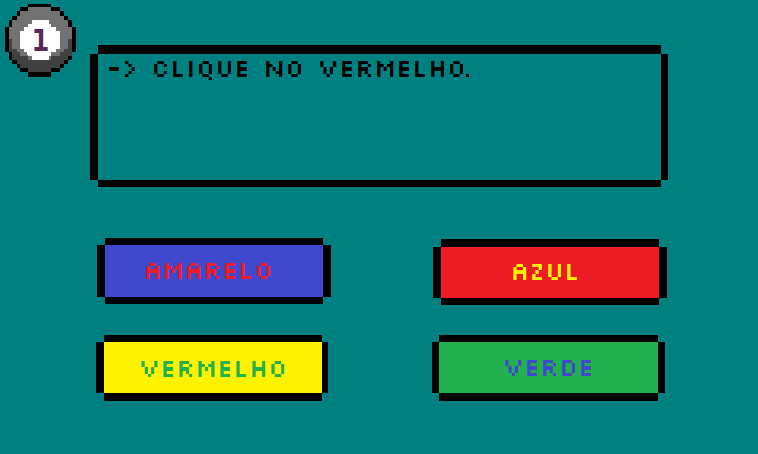 1
-> CLIQUE NO VERMELHO.
AMARELO
AZUL
VERMELHO
VERDE